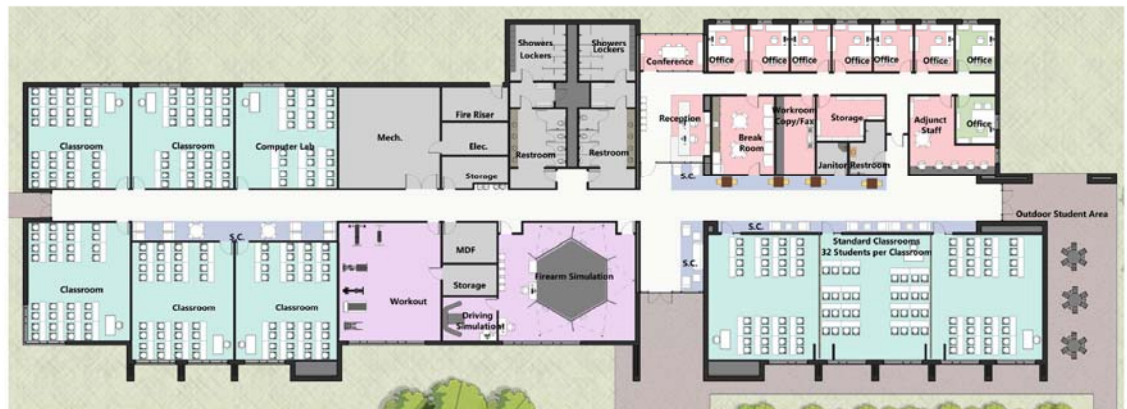 Showers
Lockers
Showers
Lockers
Conference
Office
Office
Office
Office
Office
Office
Office
Fire Riser
Reception
Workroom
Copy/Fax
Storage
Adjunct
Staff
Office
Classroom
Classroom
Computer Lab
Mech.
Elec.
Break
Room
Restroom
Restroom
Storage
Janitor
Restroom
S.C.
Outdoor Student Area
S.C.
S.C.
Standard Classrooms
32 Students per Classroom
MDF
Classroom
Storage
Firearm Simulation
S.C.
Classroom
Classroom
Workout
Driving
Simulation